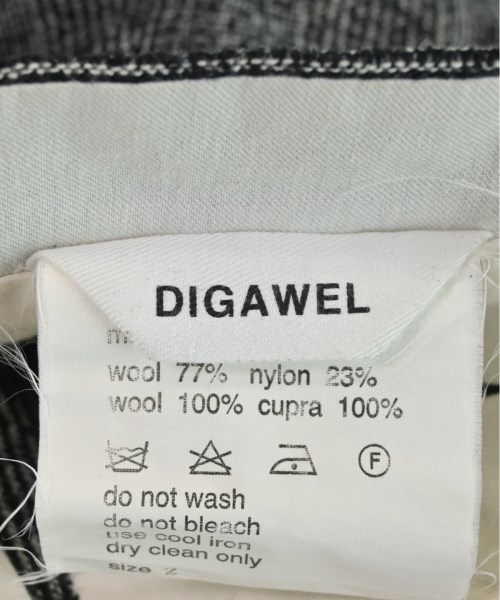 DIGAWEL
wool 77% nylon 23%
wool 100% cupra 100%
F
do not wash
do not bleach
use cool iron
dry clean only
size 2